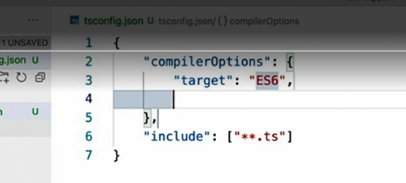 tsconfig.json U tsconfig.json/{} compilerOptions
1 UNSAVED
1 {
g.json U
2 "compilerOptions": {
3 "target": "ES6",
4
5 },
U
6 "include": ["**.ts"]
7 }